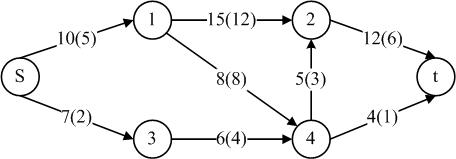 1 15(12) 2
10(5) 12(6)
S 8(8) 5(3) t
7(2) 4(1)
3 6(4) 4